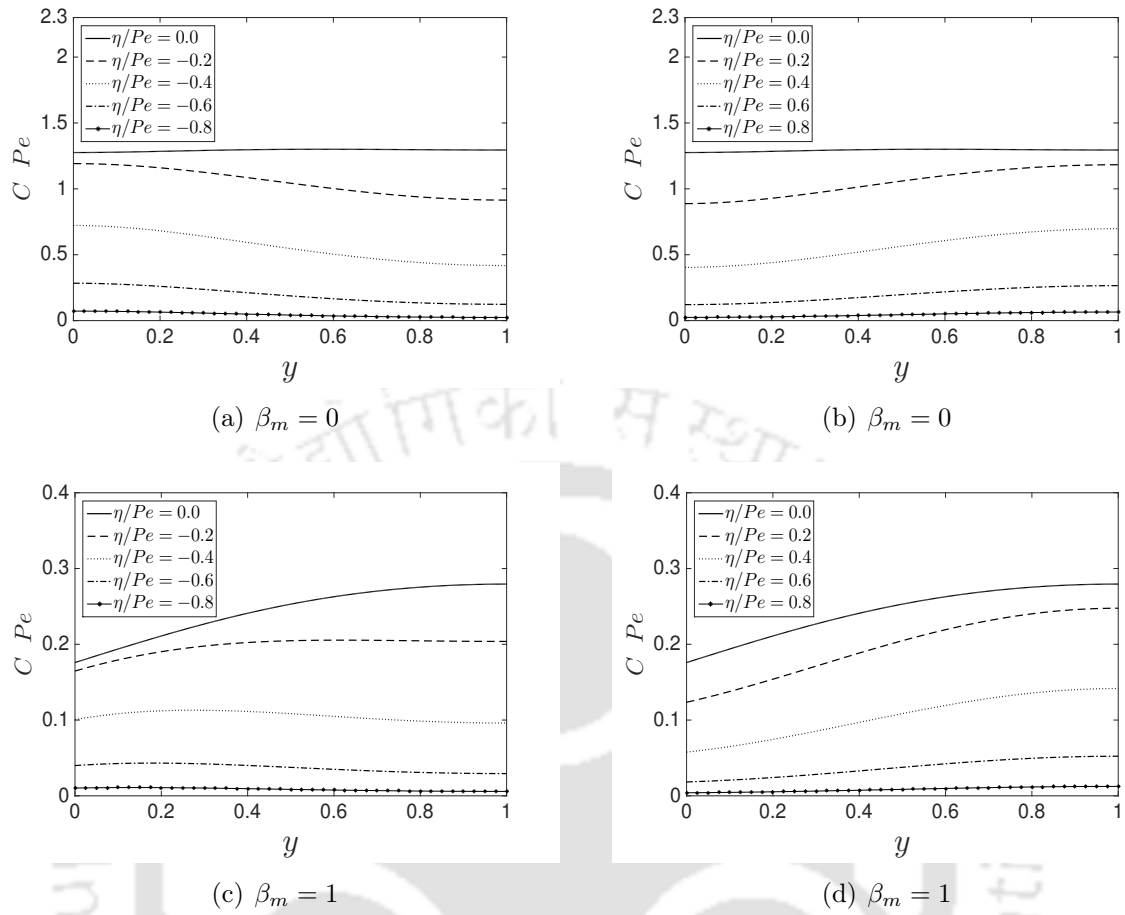 2.3
2
1.5
1
0.5
0
0 0.2 0.4 0.6 0.8 1
C Pe
y
η/Pe = 0.0
η/Pe = −0.2
η/Pe = −0.4
η/Pe = −0.6
η/Pe = −0.8
(a) β_m = 0
2.3
2
1.5
1
0.5
0
0 0.2 0.4 0.6 0.8 1
C Pe
y
η/Pe = 0.0
η/Pe = 0.2
η/Pe = 0.4
η/Pe = 0.6
η/Pe = 0.8
(b) β_m = 0
0.4
0.3
0.2
0.1
0
0 0.2 0.4 0.6 0.8 1
C Pe
y
η/Pe = 0.0
η/Pe = −0.2
η/Pe = −0.4
η/Pe = −0.6
η/Pe = −0.8
(c) β_m = 1
0.4
0.3
0.2
0.1
0
0 0.2 0.4 0.6 0.8 1
C Pe
y
η/Pe = 0.0
η/Pe = 0.2
η/Pe = 0.4
η/Pe = 0.6
η/Pe = 0.8
(d) β_m = 1